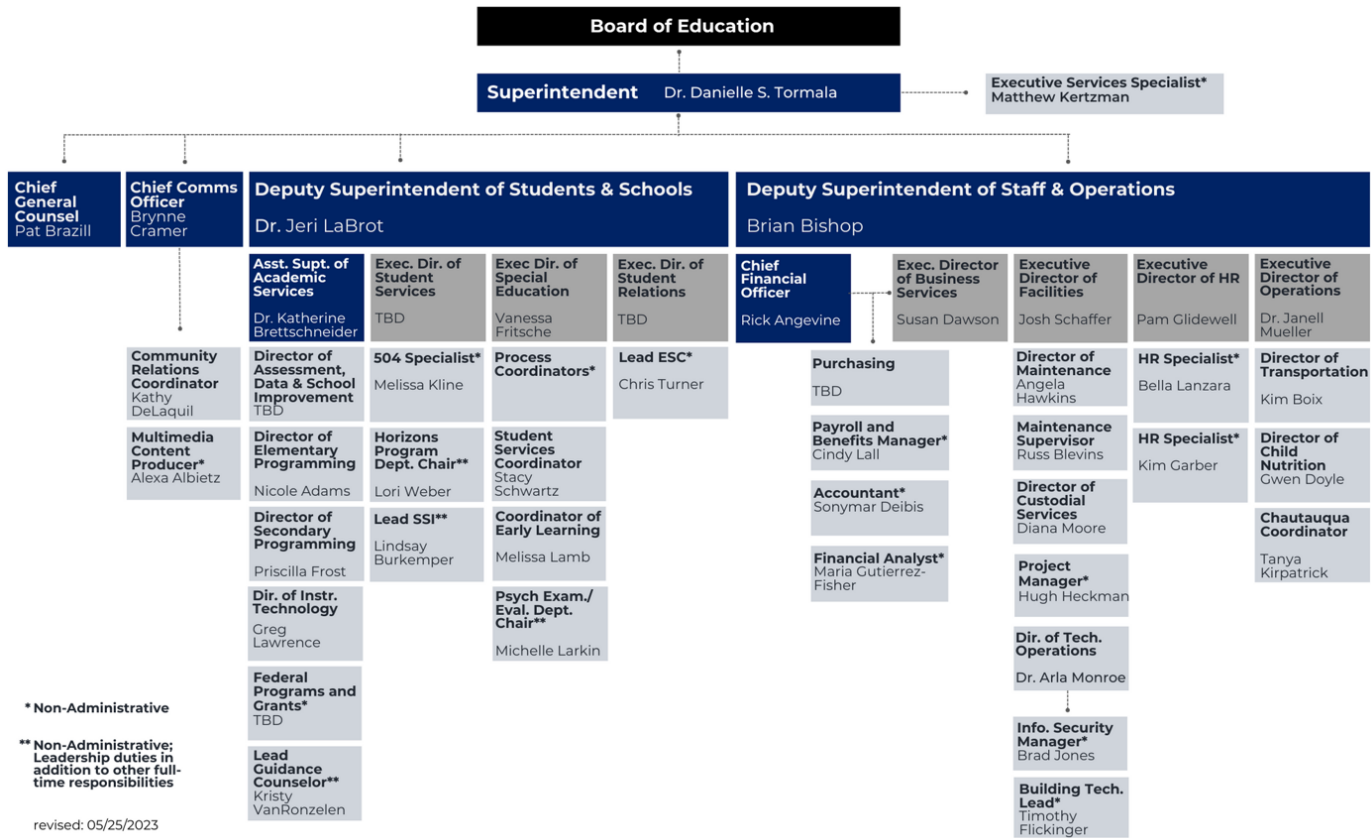 Board of Education
Superintendent Dr. Danielle S. Tormala
Executive Services Specialist*
Matthew Kertzman
Chief
General
Counsel
Pat Brazill
Chief Comms
Officer
Brynne
Cramer
Deputy Superintendent of Students & Schools
Dr. Jeri LaBrot
Deputy Superintendent of Staff & Operations
Brian Bishop
Community
Relations
Coordinator
Kathy
DeLaquil
Multimedia
Content
Producer*
Alexa Albietz
Asst. Supt. of
Academic
Services
Dr. Katherine
Brettschneider
Director of
Assessment,
Data & School
Improvement
TBD
Director of
Elementary
Programming
Nicole Adams
Director of
Secondary
Programming
Priscilla Frost
Dir. of Instr.
Technology
Greg
Lawrence
Federal
Programs and
Grants*
TBD
Lead
Guidance
Counselor**
Kristy
VanRonzelen
Exec. Dir. of
Student
Services
TBD
504 Specialist*
Melissa Kline
Horizons
Program
Dept. Chair**
Lori Weber
Lead SSI**
Lindsay
Burkemper
Exec Dir. of
Special
Education
Vanessa
Fritsche
Process
Coordinators*
Student
Services
Coordinator
Stacy
Schwartz
Coordinator of
Early Learning
Melissa Lamb
Psych Exam./
Eval. Dept.
Chair**
Michelle Larkin
Exec. Dir. of
Student
Relations
TBD
Lead ESC*
Chris Turner
Chief
Financial
Officer
Rick Angevine
Exec. Director
of Business
Services
Susan Dawson
Purchasing
TBD
Payroll and
Benefits Manager*
Cindy Lall
Accountant*
Sonymar Deibis
Financial Analyst*
Maria Gutierrez-
Fisher
Executive
Director of
Facilities
Josh Schaffer
Director of
Maintenance
Angela
Hawkins
Maintenance
Supervisor
Russ Blevins
Director of
Custodial
Services
Diana Moore
Project
Manager*
Hugh Heckman
Dir. of Tech.
Operations
Dr. Arla Monroe
Info. Security
Manager*
Brad Jones
Building Tech.
Lead*
Timothy
Flickinger
Executive
Director of HR
Pam Glidewell
HR Specialist*
Bella Lanzara
HR Specialist*
Kim Garber
Executive
Director of
Operations
Dr. Janell
Mueller
Director of
Transportation
Kim Boix
Director of
Child
Nutrition
Gwen Doyle
Chautauqua
Coordinator
Tanya
Kirpatrick
* Non-Administrative
** Non-Administrative;
Leadership duties in
addition to other full-
time responsibilities
revised: 05/25/2023